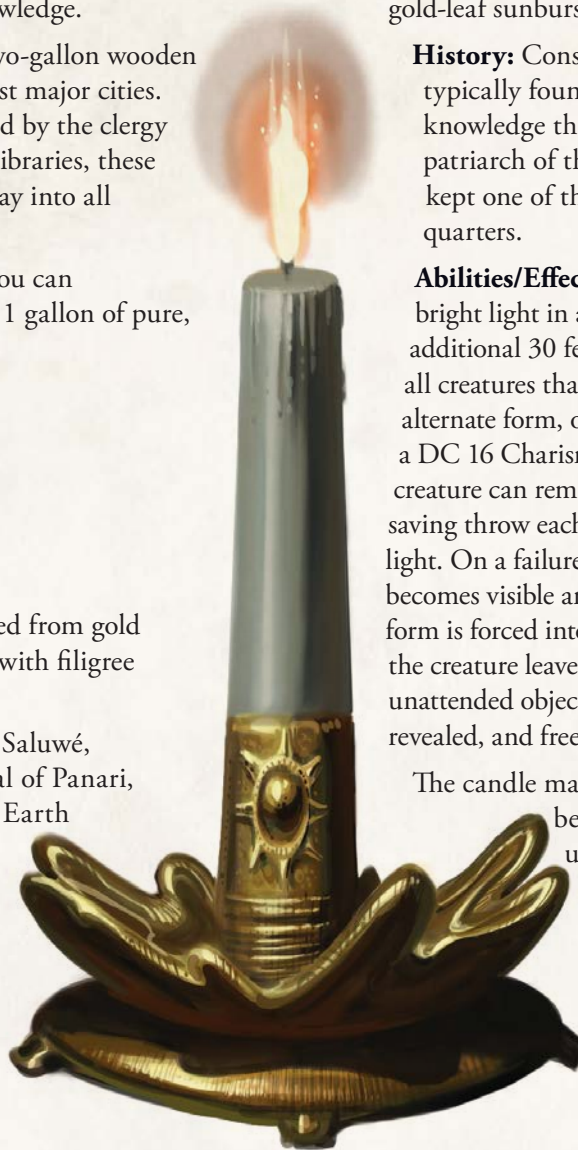 wledge.
wo-gallon wooden
st major cities.
d by the clergy
ibraries, these
ay into all
ou can
1 gallon of pure,
ed from gold
with filigree
Saluwé,
al of Panari,
Earth
gold-leaf sunburs
History: Cons
typically foun
knowledge tha
patriarch of th
kept one of th
quarters.
Abilities/Effec
bright light in a
additional 30 fe
all creatures tha
alternate form, o
a DC 16 Charism
creature can rem
saving throw each
light. On a failure
becomes visible an
form is forced into
the creature leave
unattended objec
revealed, and free
The candle ma
be
u